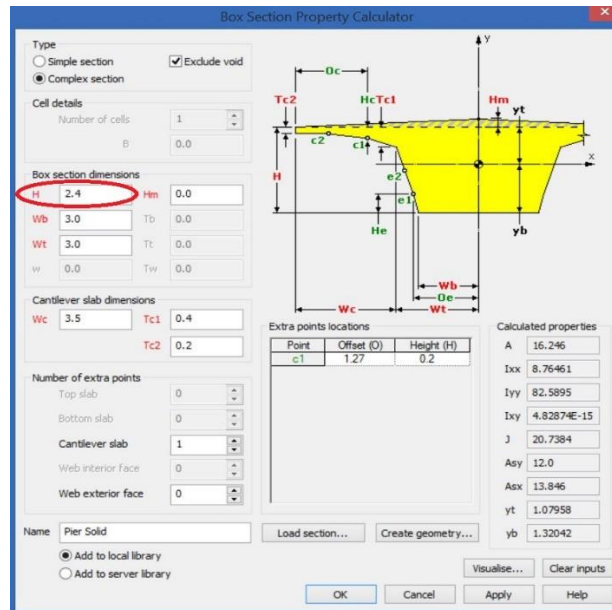 Box Section Property Calculator
Type
Simple section
Exclude void
Complex section
Cell details
Number of cells 1
B 0.0
Box section dimensions
H 2.4 Hm 0.0
Wb 3.0 Tb 0.0
Wt 3.0 Tt 0.0
w 0.0 Tw 0.0
Cantilever slab dimensions
Wc 3.5 Tc1 0.4
Tc2 0.2
Number of extra points
Top slab 0
Bottom slab 0
Cantilever slab 1
Web interior face 0
Web exterior face 0
y
Oc
Tc2 Hc Tc1 Hm
yt
c2 c1
x
H e2
e1
He yb
Wb
Oe
Wc Wt
Extra points locations
Point Offset (O) Height (H)
c1 1.27 0.2
Calculated properties
A 16.246
Ixx 8.76461
Iyy 82.5895
Ixy 4.82874E-15
J 20.7384
Asy 12.0
Asx 13.846
yt 1.07958
yb 1.32042
Name Pier Solid
Load section... Create geometry...
Add to local library
Add to server library
Visualise... Clear inputs
OK Cancel Apply Help